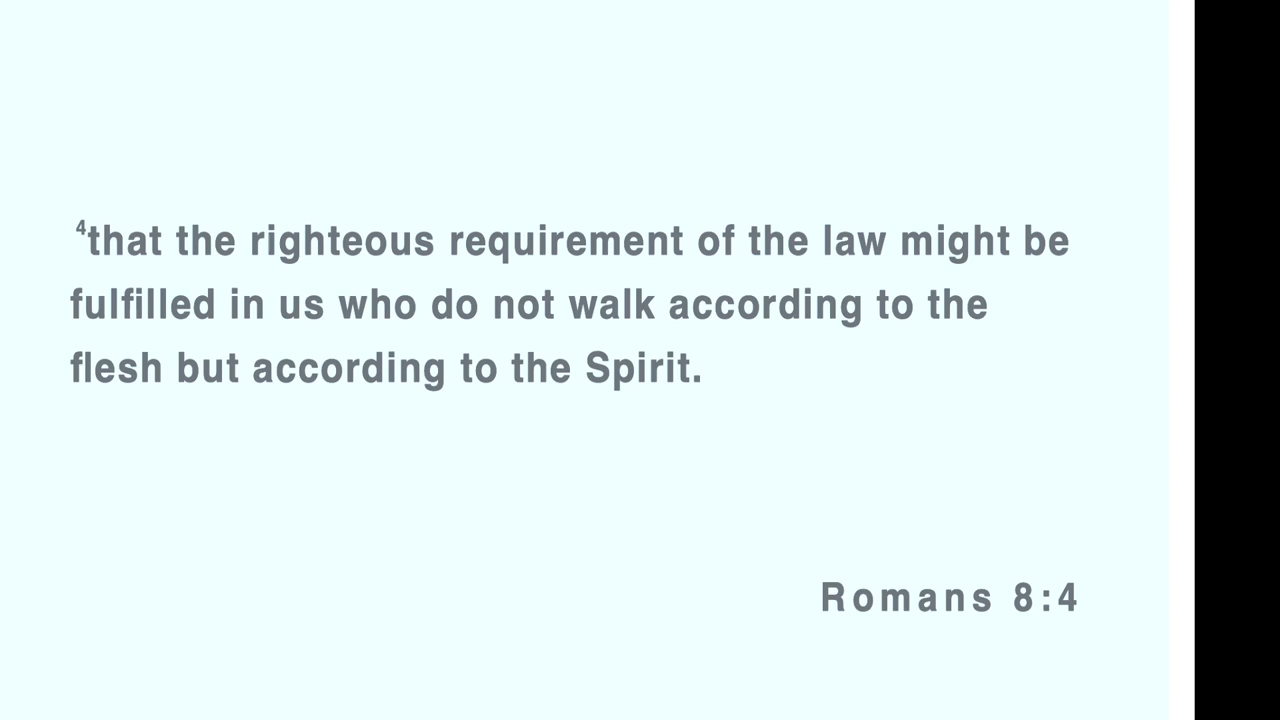 ⁴that the righteous requirement of the law might be
fulfilled in us who do not walk according to the
flesh but according to the Spirit.
Romans 8:4